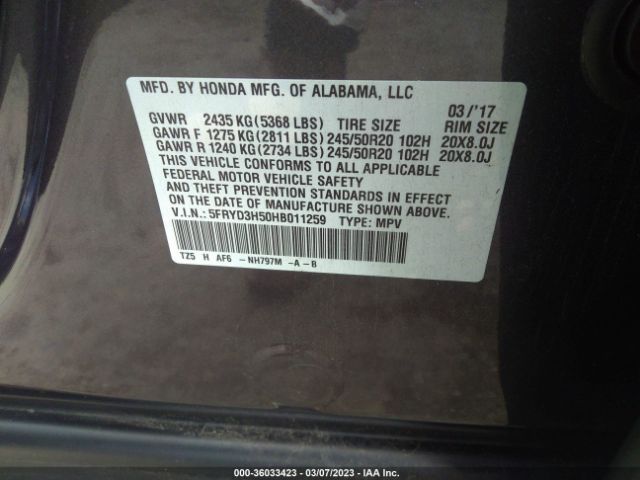 MFD. BY HONDA MFG. OF ALABAMA, LLC
03/'17
GVWR 2435 KG(5368 LBS) TIRE SIZE RIM SIZE
GAWR F 1275 KG(2811 LBS)245/50R20 102H 20X8.0J
GAWR R 1240 KG(2734 LBS)245/50R20 102H 20X8.0J
THIS VEHICLE CONFORMS TO ALL APPLICABLE
FEDERAL MOTOR VEHICLE SAFETY
AND THEFT PREVENTION STANDARDS IN EFFECT
ON THE DATE OF MANUFACTURE SHOWN ABOVE.
V.I.N.: 5FRYD3H50HB011259 TYPE: MPV
TZ5 H AF6 -NH797M -A-B
000-36033423 - 03/07/2023 - IAA Inc.